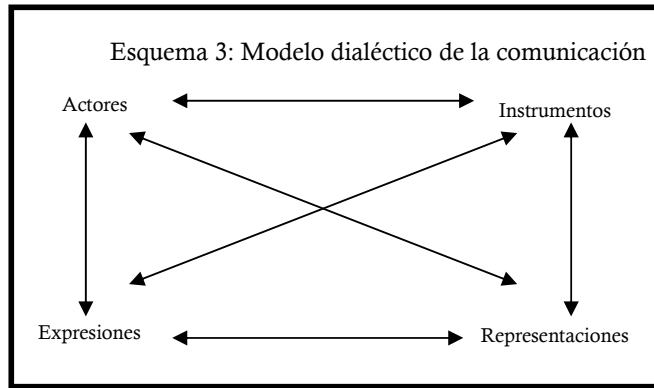 Esquema 3: Modelo dialéctico de la comunicación
Actores
Instrumentos
Expresiones
Representaciones